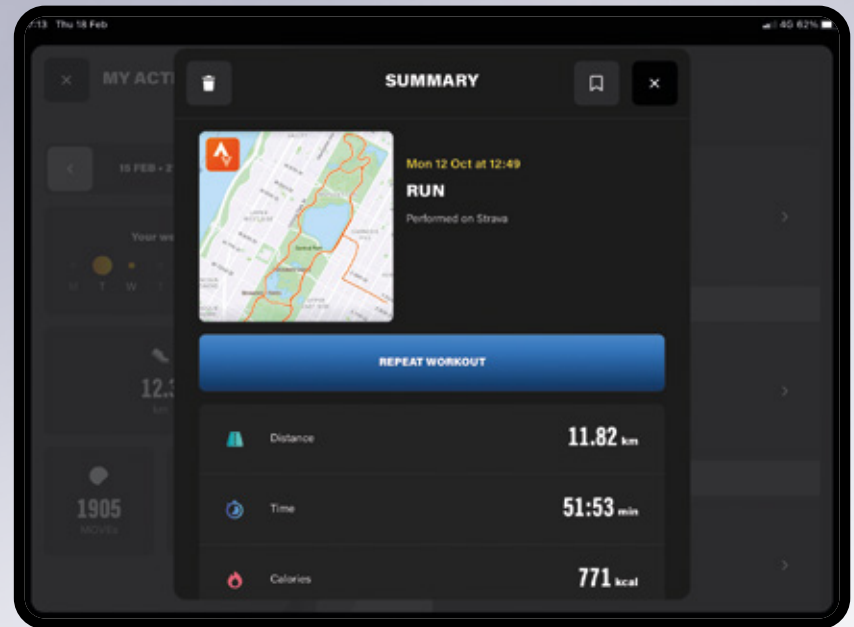 Thu 18 Feb
4G 62%
MY ACTI
SUMMARY
15 FEB - 2
Mon 12 Oct at 12:49
RUN
Performed on Strava
Your wo
M T W T
REPEAT WORKOUT
12.3
km
Distance
11.82 km
1905
MOVEs
Time
51:53 min
Calories
771 kcal